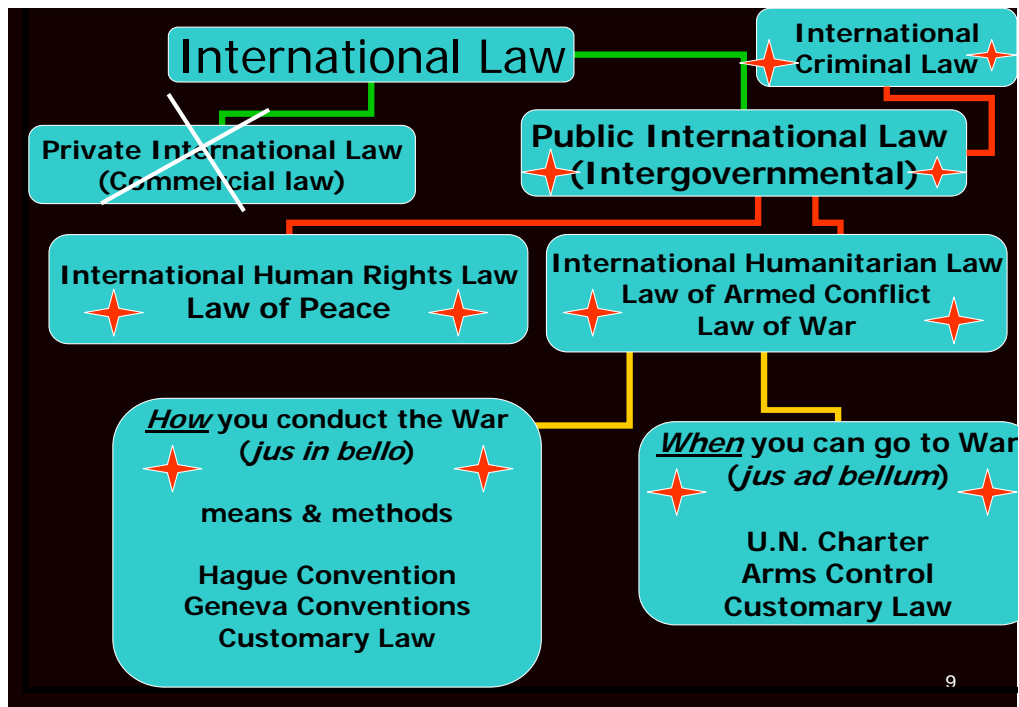 International Law
International
Criminal Law
Private International Law
(Commercial law)
Public International Law
(Intergovernmental)
International Human Rights Law
Law of Peace
International Humanitarian Law
Law of Armed Conflict
Law of War
How you conduct the War
(jus in bello)
means & methods
Hague Convention
Geneva Conventions
Customary Law
When you can go to War
(jus ad bellum)
U.N. Charter
Arms Control
Customary Law
9